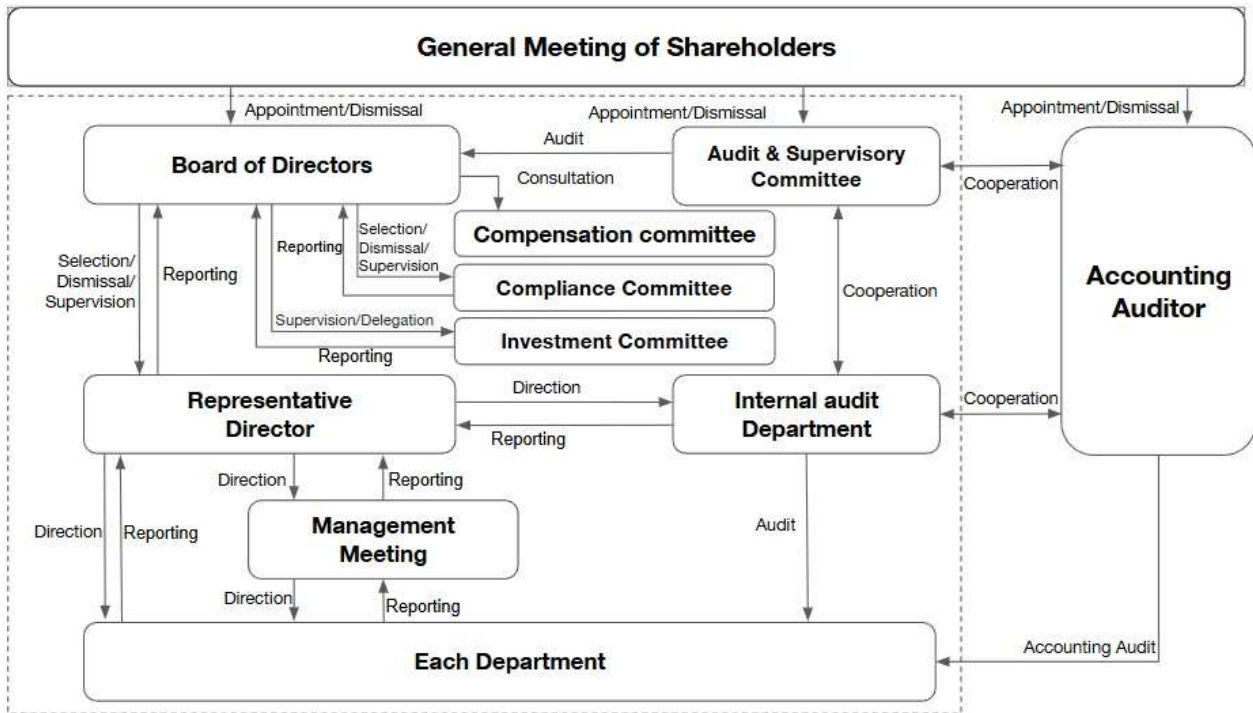 General Meeting of Shareholders
Appointment/Dismissal
Appointment/Dismissal
Appointment/Dismissal
Board of Directors
Audit
Audit & Supervisory
Committee
Cooperation
Consultation
Compensation committee
Selection/
Dismissal/
Supervision
Reporting
Reporting
Selection/
Dismissal/
Supervision
Compliance Committee
Cooperation
Accounting
Auditor
Supervision/Delegation
Investment Committee
Reporting
Representative
Director
Direction
Reporting
Internal audit
Department
Cooperation
Direction
Reporting
Direction
Reporting
Management
Meeting
Audit
Direction
Reporting
Each Department
Accounting Audit